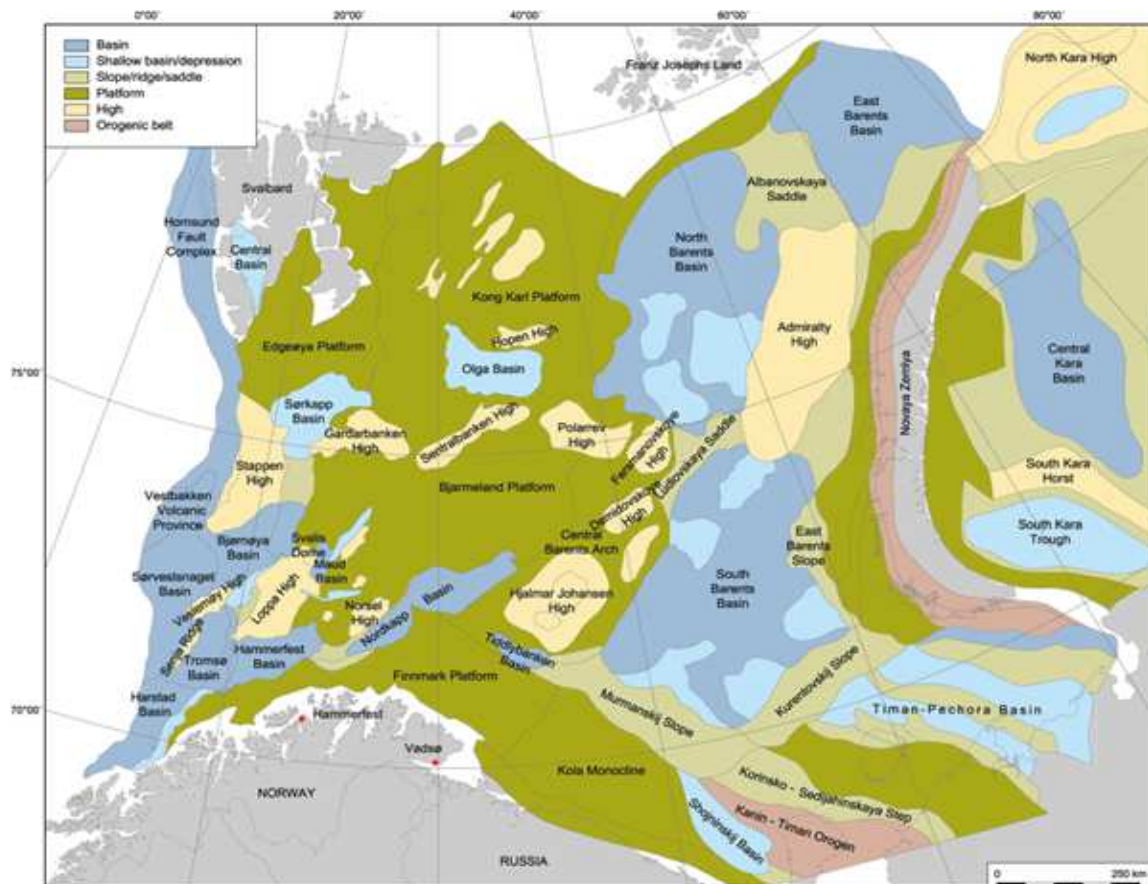 0°00'
20°00'
40°00'
60°00'
80°00'
Basin
Shallow basin/depression
Slope/ridge/saddle
Platform
High
Orogenic belt
Franz Josephs Land
North Kara High
East
Barents
Basin
Svalbard
Albanovskaya
Saddle
Hornsund
Fault
Complex
Central
Basin
North
Barents
Basin
Kong Karl Platform
Hopen High
Admiralty
High
Edgeøya Platform
Olga Basin
75°00'
Central
Kara
Basin
Novaya Zemlya
Sørkapp
Basin
Gardarbanken
High
Sentralbanken High
Polarrev
High
Fersmanovskoye
High
Ludlovskaya Saddle
Stappen
High
South Kara
Horst
Bjarmeland Platform
Vestbakken
Volcanic
Province
Demidovskaye
High
Bjørnøya
Basin
Svalis
Dome
Maud
Basin
Central
Barents Arch
East
Barents
Slope
South Kara
Trough
Sørvestsnaget
Basin
Veslemøy High
Loppa High
Norsel
High
Nordkapp Basin
Hjalmar Johansen
High
South
Barents
Basin
Senja Ridge
Tromsø
Basin
Hammerfest
Basin
Tiddlybanken
Basin
Finnmark Platform
Harstad
Basin
Murmanskij Slope
Kurentsovskij Slope
Timan-Pechora Basin
70°00'
Hammerfest
Vadsø
Kola Monocline
Korinsko - Sedijahinskaya Step
NORWAY
Shojninskij Basin
Kanin - Timan Orogen
RUSSIA
0
250 km